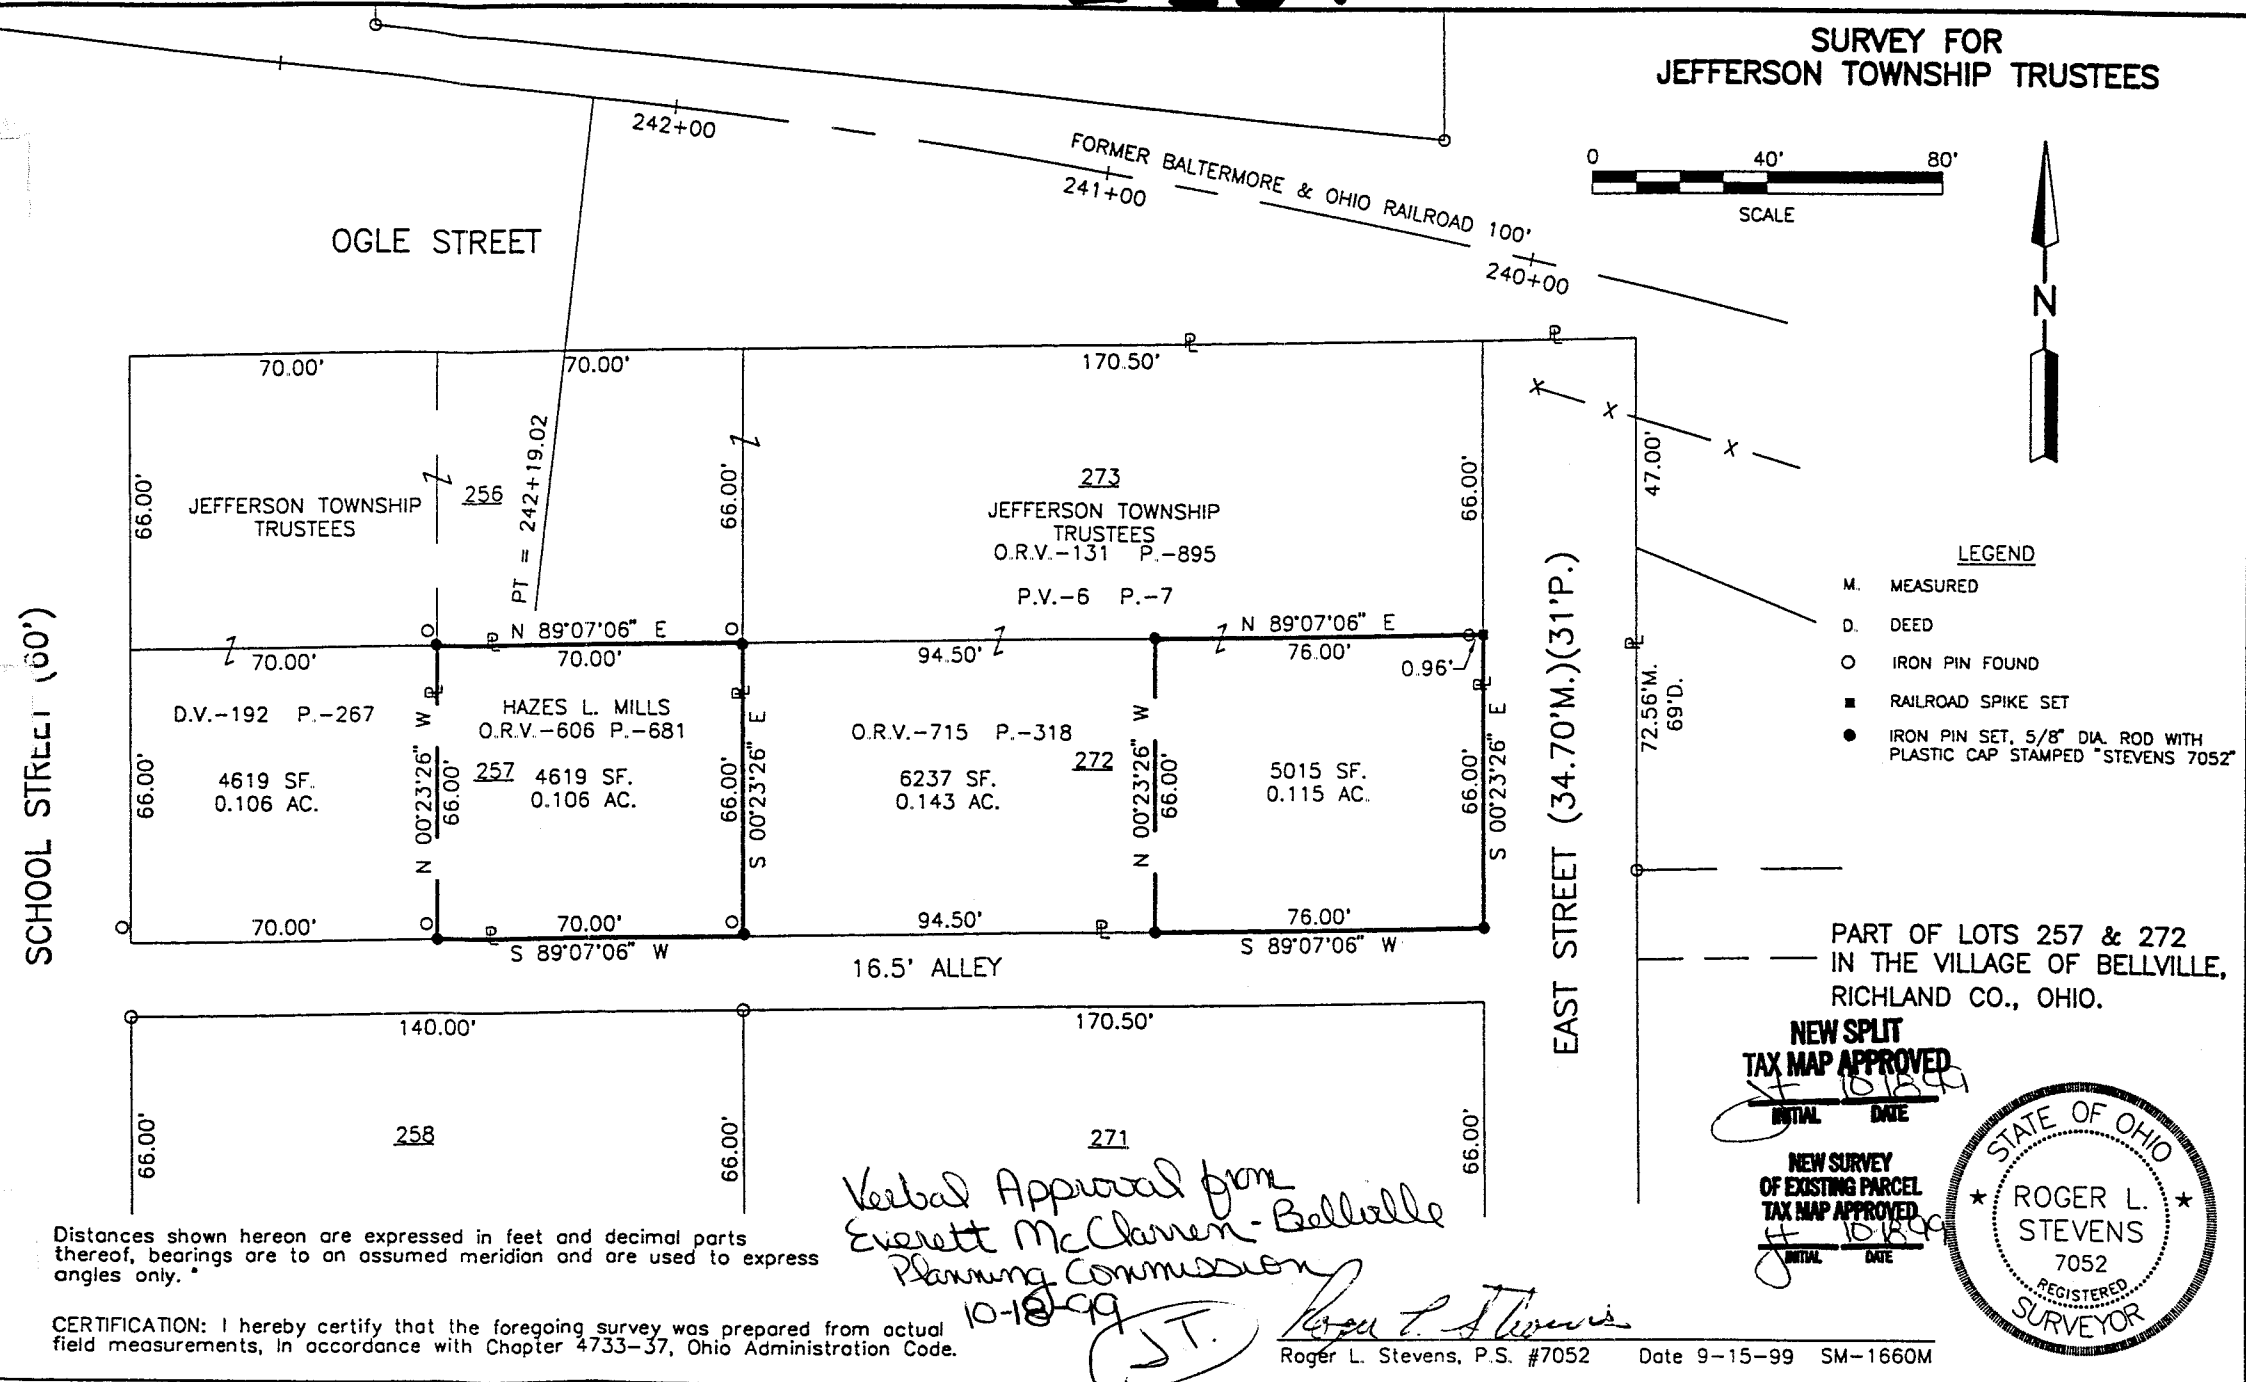 SURVEY FOR
JEFFERSON TOWNSHIP TRUSTEES
0 40' 80'
SCALE
N
242+00
FORMER BALTERMORE & OHIO RAILROAD 100'
241+00
240+00
OGLE STREET
70.00' 70.00' 170.50'
PT = 242+19.02
66.00'
JEFFERSON TOWNSHIP
TRUSTEES
256
66.00'
273
JEFFERSON TOWNSHIP
TRUSTEES
O.R.V.-131 P.-895
P.V.-6 P.-7
66.00'
47.00'
X X X
LEGEND
M. MEASURED
D. DEED
IRON PIN FOUND
RAILROAD SPIKE SET
IRON PIN SET, 5/8" DIA. ROD WITH
PLASTIC CAP STAMPED "STEVENS 7052"
SCHOOL STREET (60')
N 89°07'06" E
N 89°07'06" E
70.00' 70.00' 94.50' 76.00'
0.96'
D.V.-192 P.-267
4619 SF.
0.106 AC.
66.00'
N 00°23'26" W
66.00'
HAZES L. MILLS
O.R.V.-606 P.-681
257 4619 SF.
0.106 AC.
66.00'
S 00°23'26" E
O.R.V.-715 P.-318
272
6237 SF.
0.143 AC.
N 00°23'26" W
66.00'
5015 SF.
0.115 AC.
66.00'
S 00°23'26" E
EAST STREET (34.70'M.)(31'P.)
72.56'M.
69'D.
70.00' 70.00' 94.50' 76.00'
S 89°07'06" W
S 89°07'06" W
16.5' ALLEY
140.00' 170.50'
66.00'
258
66.00'
271
66.00'
PART OF LOTS 257 & 272
IN THE VILLAGE OF BELLVILLE,
RICHLAND CO., OHIO.
NEW SPLIT
TAX MAP APPROVED
JT 10 18 99
INITIAL DATE
NEW SURVEY
OF EXISTING PARCEL
TAX MAP APPROVED
JT 10-18-99
INITIAL DATE
STATE OF OHIO
ROGER L.
STEVENS
7052
REGISTERED
SURVEYOR
Verbal Approval from
Everett McClarren - Bellville
Planning Commission
10-18-99
JT.
Distances shown hereon are expressed in feet and decimal parts
thereof, bearings are to an assumed meridian and are used to express
angles only.
CERTIFICATION: I hereby certify that the foregoing survey was prepared from actual
field measurements, in accordance with Chapter 4733-37, Ohio Administration Code.
Roger L. Stevens
Roger L. Stevens, P.S. #7052 Date 9-15-99 SM-1660M